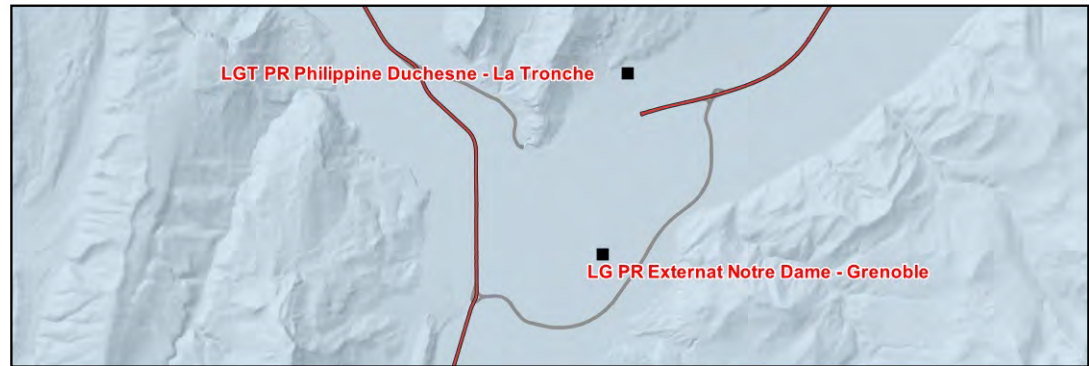 LGT PR Philippine Duchesne - La Tronche
LG PR Externat Notre Dame - Grenoble